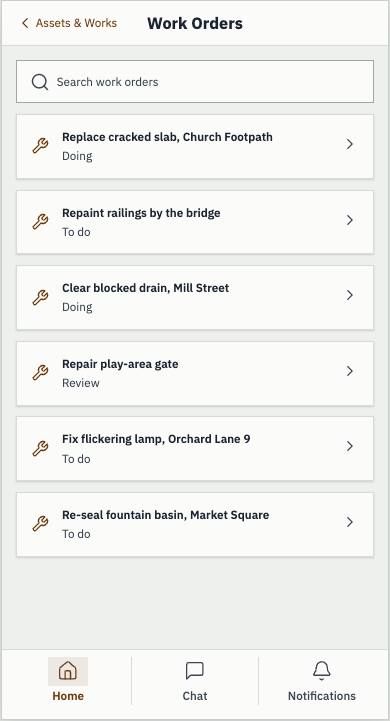 Assets & Works
Work Orders
Search work orders
Replace cracked slab, Church Footpath
Doing
Repaint railings by the bridge
To do
Clear blocked drain, Mill Street
Doing
Repair play-area gate
Review
Fix flickering lamp, Orchard Lane 9
To do
Re-seal fountain basin, Market Square
To do
Home
Chat
Notifications